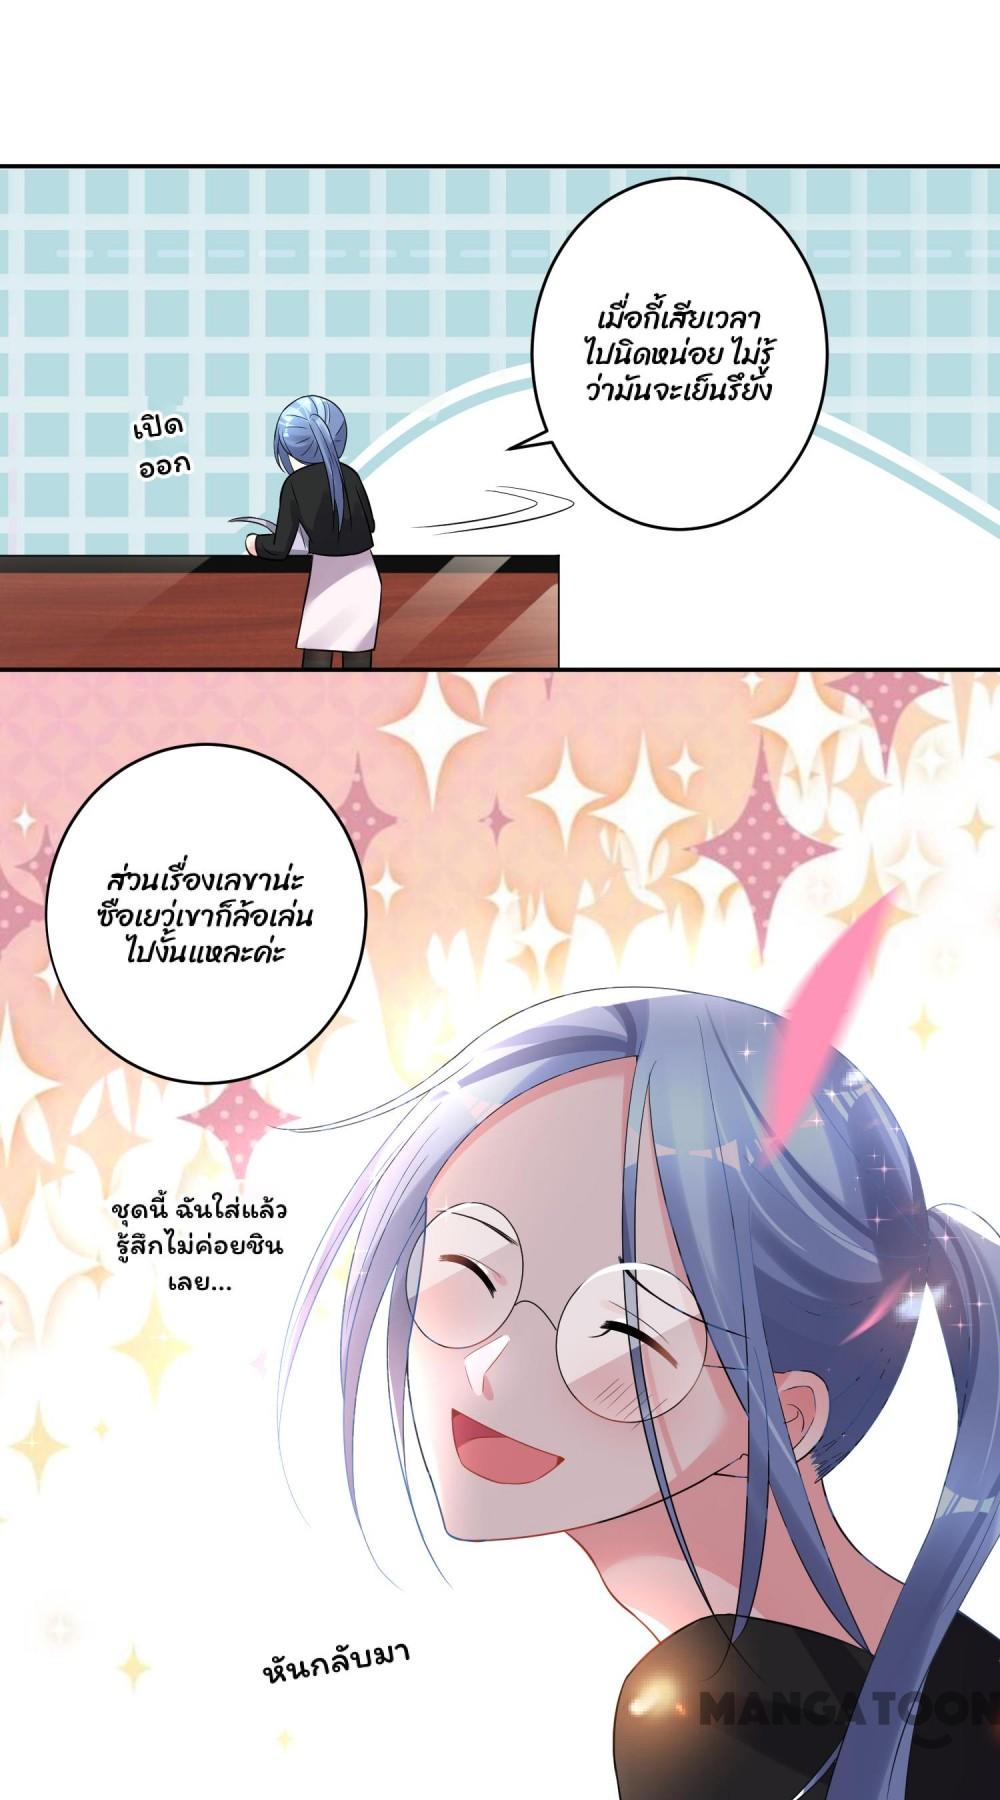 เมื่อกี้เสียเวลา
ไปนิดหน่อย ไม่รู้
ว่ามันจะเย็นรึยัง
เปิด
ออก
ส่วนเรื่องเลขาน่ะ
ซือเยว่เขาก็ล้อเล่น
ไปงั้นแหละค่ะ
ชุดนี้ ฉันใส่แล้ว
รู้สึกไม่ค่อยชิน
เลย...
หันกลับมา
MANGATOON